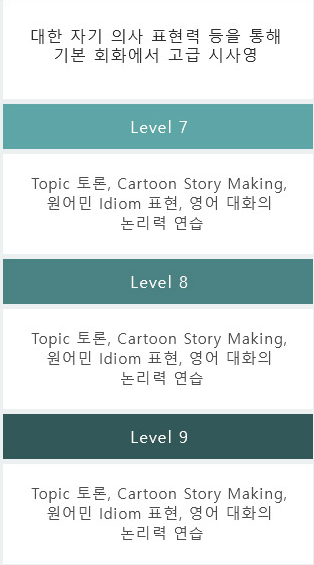 대한 자기 의사 표현력 등을 통해
기본 회화에서 고급 시사영
Level 7
Topic 토론, Cartoon Story Making,
원어민 Idiom 표현, 영어 대화의
논리력 연습
Level 8
Topic 토론, Cartoon Story Making,
원어민 Idiom 표현, 영어 대화의
논리력 연습
Level 9
Topic 토론, Cartoon Story Making,
원어민 Idiom 표현, 영어 대화의
논리력 연습